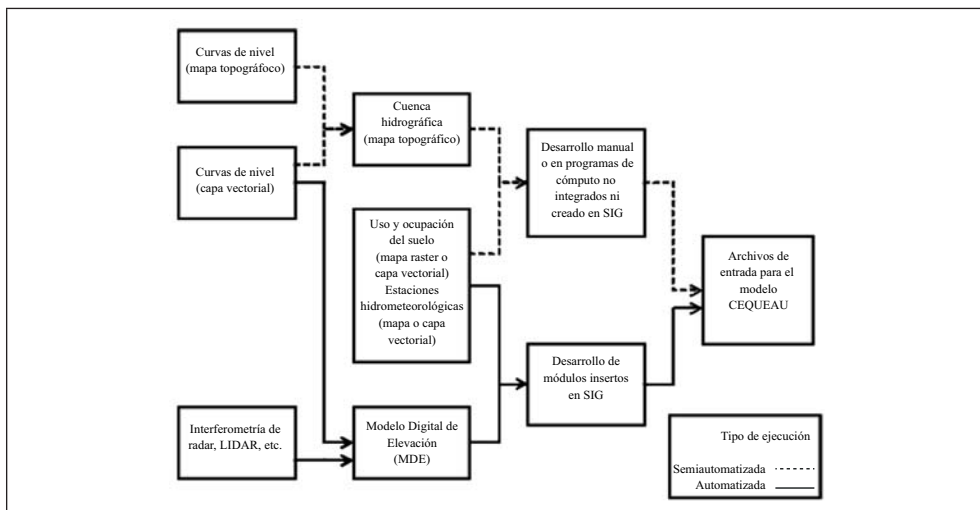 Curvas de nivel
(mapa topográfoco)
Curvas de nivel
(capa vectorial)
Interferometría de
radar, LIDAR, etc.
Cuenca
hidrográfica
(mapa topográfico)
Uso y ocupación
del suelo
(mapa raster o
capa vectorial)
Estaciones
hidrometeorológicas
(mapa o capa
vectorial)
Modelo Digital de
Elevación
(MDE)
Desarrollo manual
o en programas de
cómputo no
integrados ni
creado en SIG
Desarrollo de
módulos insertos
en SIG
Archivos de
entrada para el
modelo
CEQUEAU
Tipo de ejecución
Semiautomatizada
Automatizada